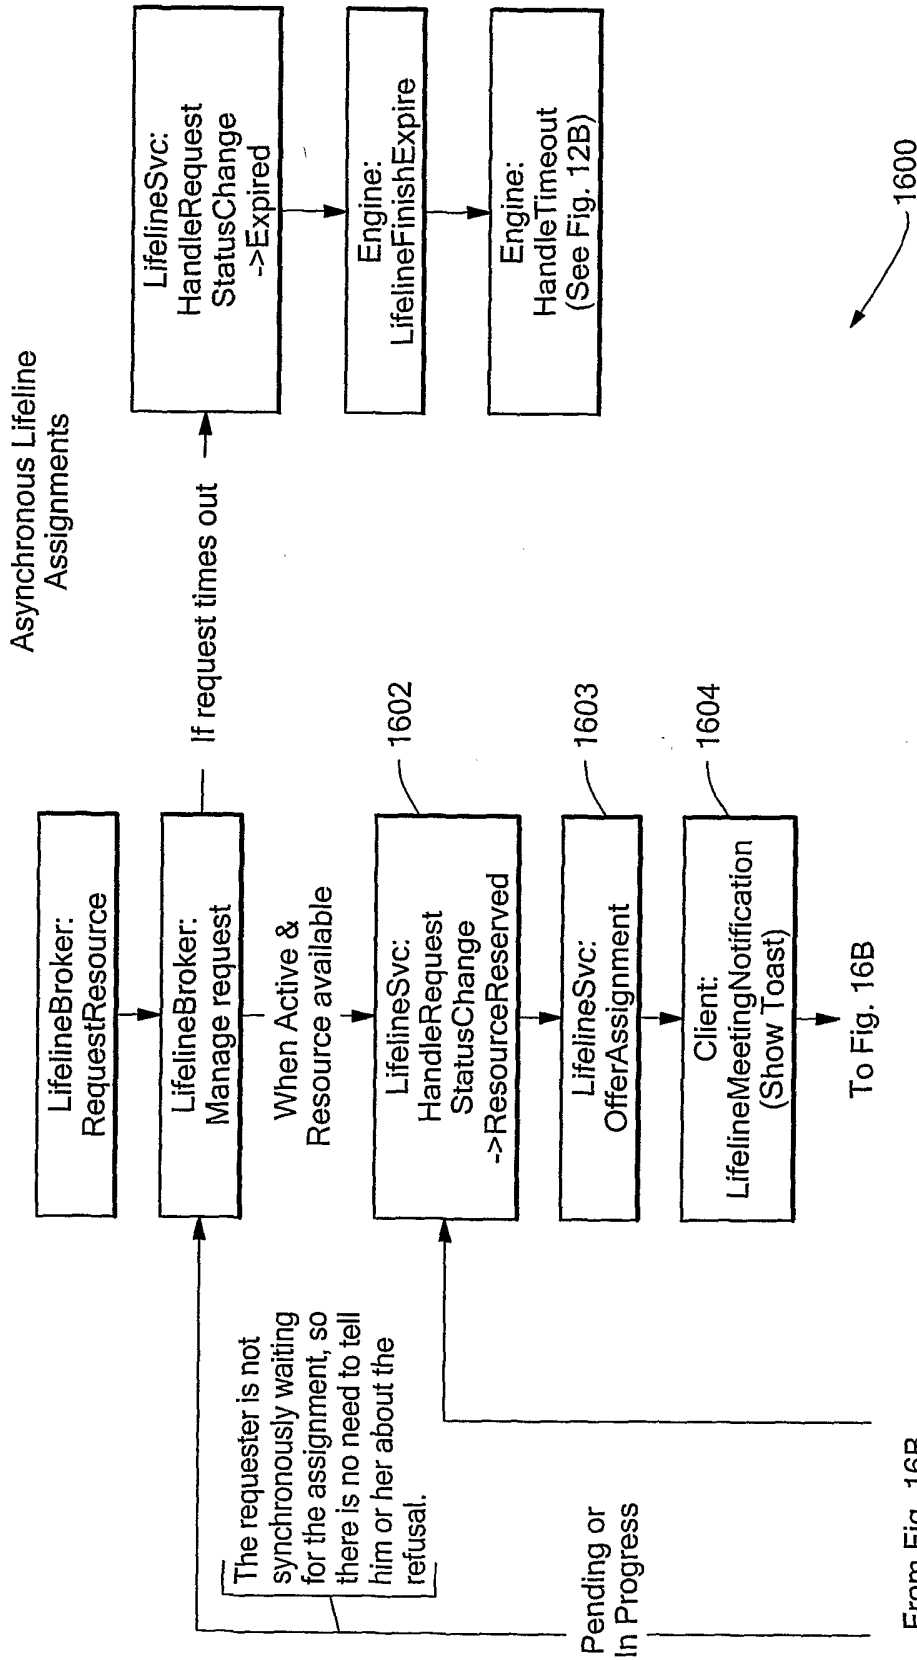 Asynchronous Lifeline
Assignments
LifelineBroker:
RequestResource
LifelineBroker:
Manage request
If request times out
LifelineSvc:
HandleRequest
StatusChange
->Expired
Engine:
LifelineFinishExpire
Engine:
HandleTimeout
(See Fig. 12B)
When Active &
Resource available
1602
LifelineSvc:
HandleRequest
StatusChange
->ResourceReserved
1603
LifelineSvc:
OfferAssignment
1604
Client:
LifelineMeetingNotification
(Show Toast)
To Fig. 16B
The requester is not
synchronously waiting
for the assignment, so
there is no need to tell
him or her about the
refusal.
Pending or
In Progress
From Fig. 16B
1600